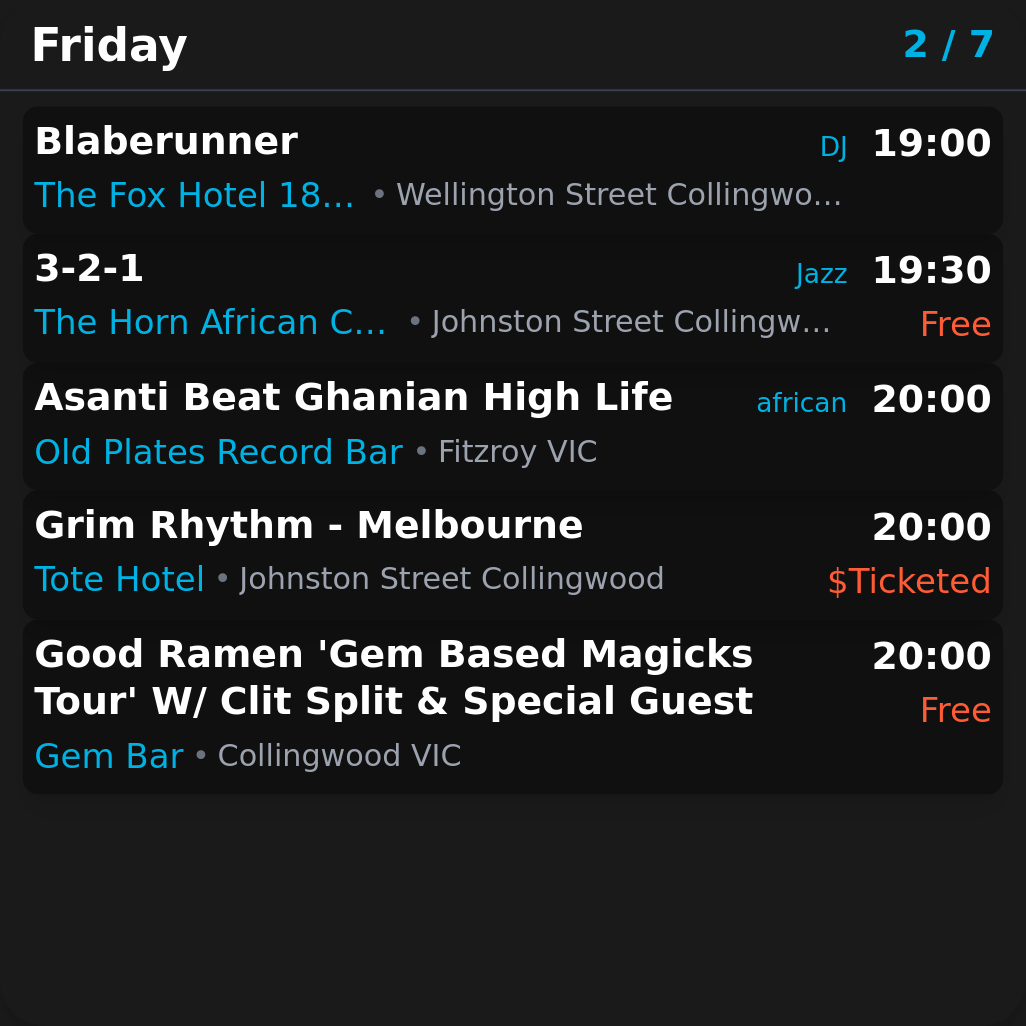 Friday 2 / 7
Blaberunner DJ 19:00
The Fox Hotel 18... • Wellington Street Collingwo...
3-2-1 Jazz 19:30
The Horn African C... • Johnston Street Collingw... Free
Asanti Beat Ghanian High Life african 20:00
Old Plates Record Bar • Fitzroy VIC
Grim Rhythm - Melbourne 20:00
Tote Hotel • Johnston Street Collingwood $Ticketed
Good Ramen 'Gem Based Magicks 20:00
Tour' W/ Clit Split & Special Guest Free
Gem Bar • Collingwood VIC